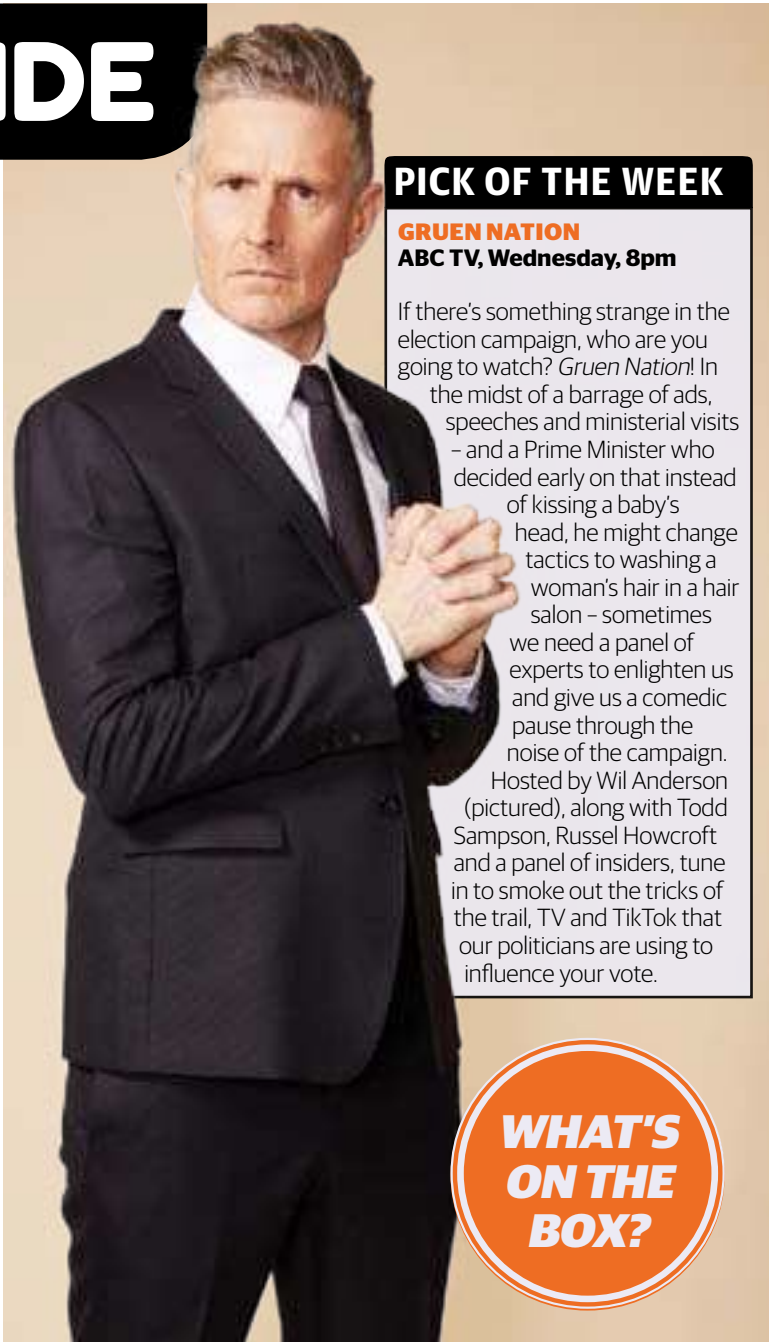 IDE
PICK OF THE WEEK
GRUEN NATION
ABC TV, Wednesday, 8pm
If there's something strange in the
election campaign, who are you
going to watch? Gruen Nation! In
the midst of a barrage of ads,
speeches and ministerial visits
– and a Prime Minister who
decided early on that instead
of kissing a baby's
head, he might change
tactics to washing a
woman's hair in a hair
salon – sometimes
we need a panel of
experts to enlighten us
and give us a comedic
pause through the
noise of the campaign.
Hosted by Wil Anderson
(pictured), along with Todd
Sampson, Russel Howcroft
and a panel of insiders, tune
in to smoke out the tricks of
the trail, TV and TikTok that
our politicians are using to
influence your vote.
WHAT'S
ON THE
BOX?